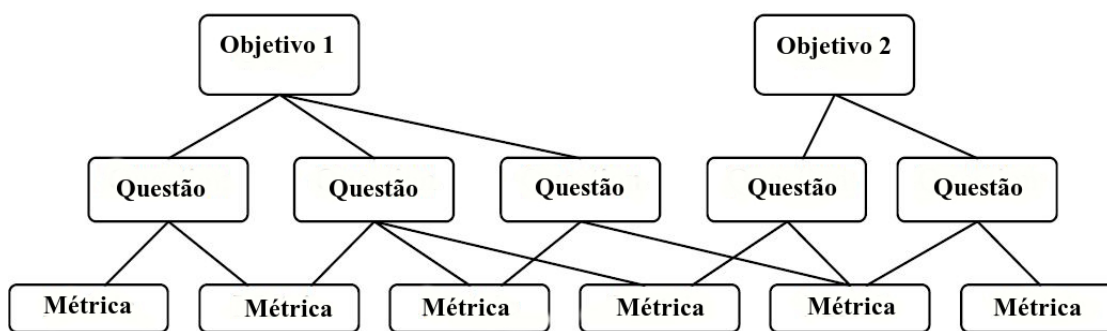 Objetivo 1
Objetivo 2
Questão
Questão
Questão
Questão
Questão
Métrica
Métrica
Métrica
Métrica
Métrica
Métrica